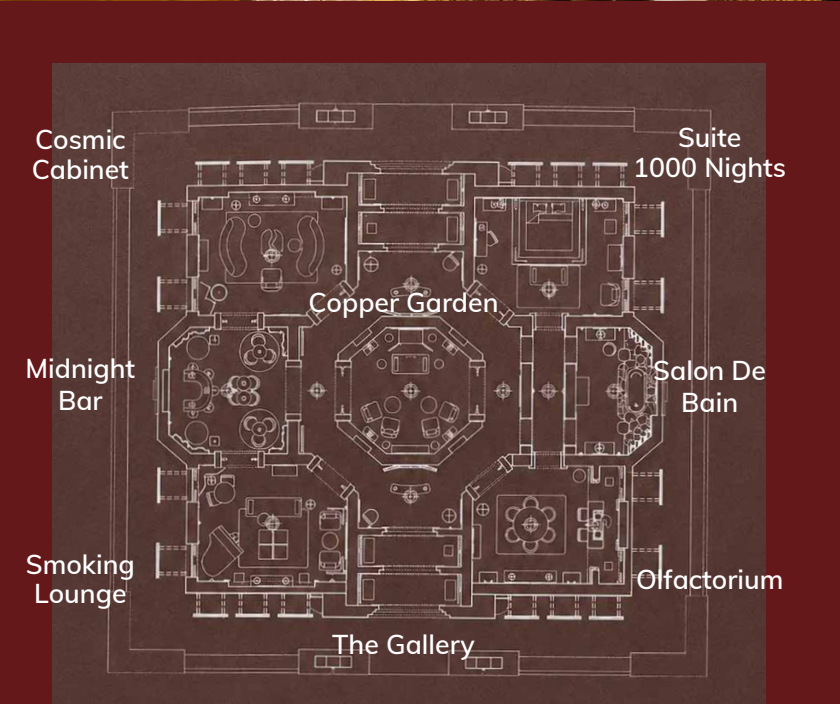 Cosmic
Cabinet
Suite
1000 Nights
Copper Garden
Midnight
Bar
Salon De
Bain
Smoking
Lounge
Olfactorium
The Gallery